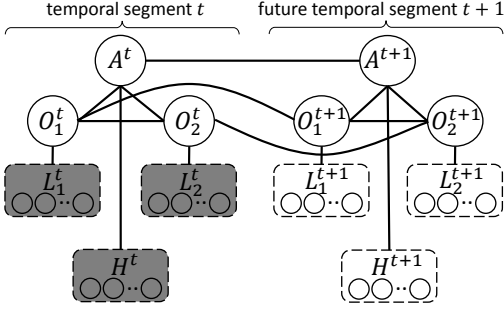 temporal segment t
future temporal segment t + 1
A^t
A^{t+1}
O_1^t
O_2^t
O_1^{t+1}
O_2^{t+1}
L_1^t
L_2^t
L_1^{t+1}
L_2^{t+1}
H^t
H^{t+1}